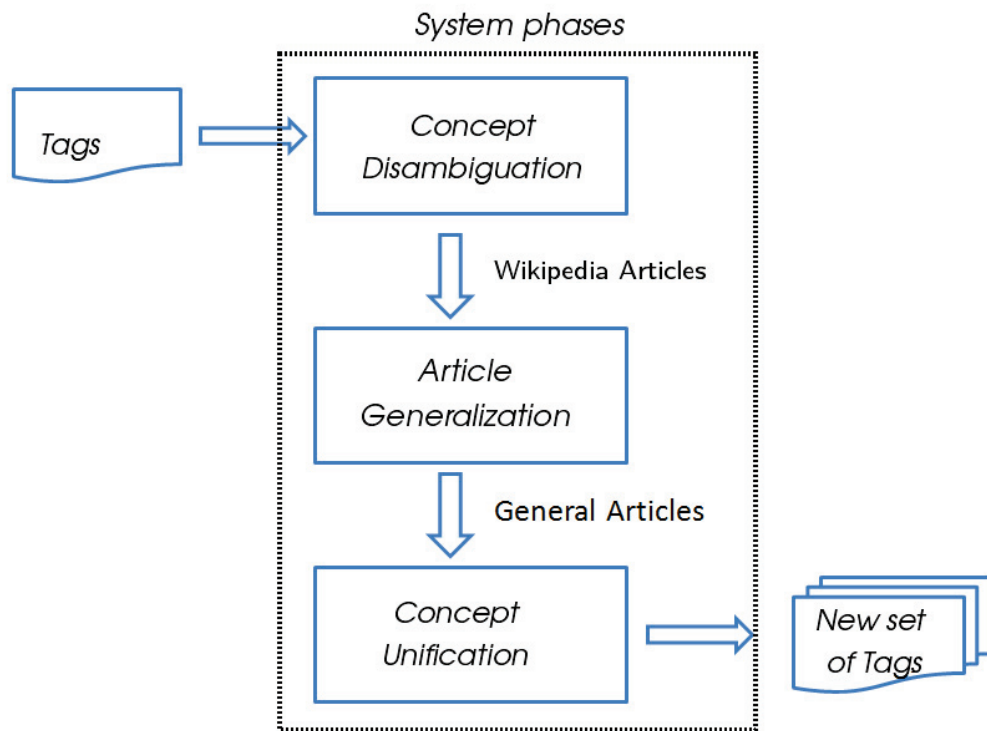 System phases
Tags
Concept
Disambiguation
Wikipedia Articles
Article
Generalization
General Articles
Concept
Unification
New set
of Tags